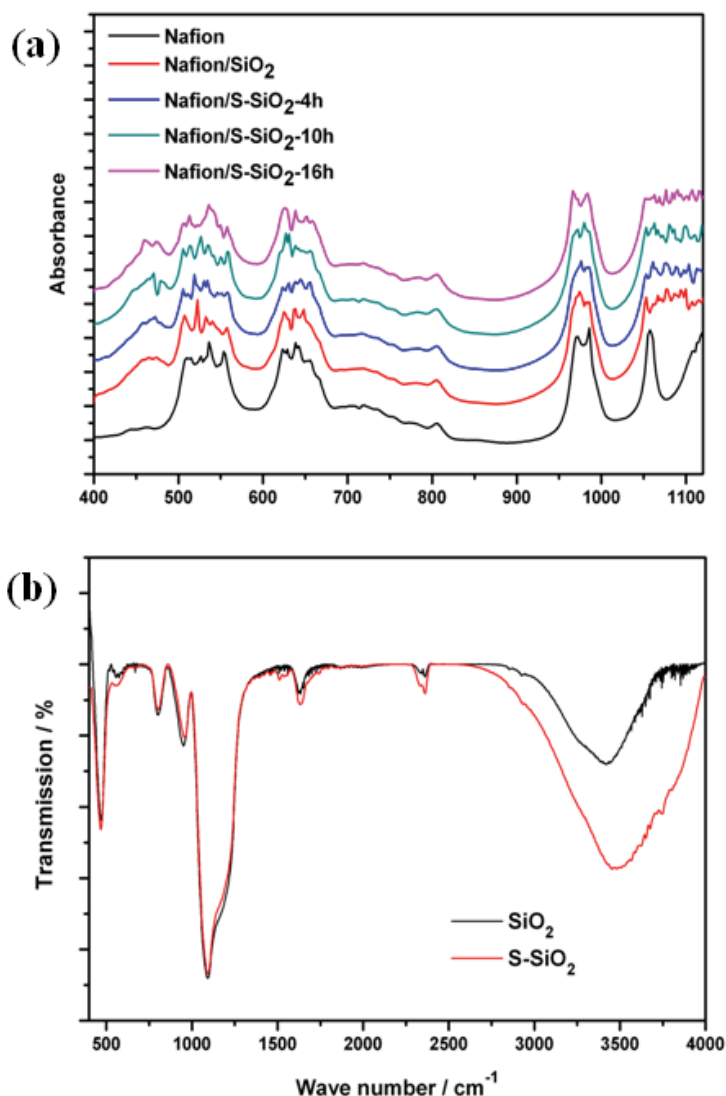 (a)
Nafion
Nafion/SiO₂
Nafion/S-SiO₂-4h
Nafion/S-SiO₂-10h
Nafion/S-SiO₂-16h
Absorbance
400 500 600 700 800 900 1000 1100
(b)
Transmission / %
SiO₂
S-SiO₂
500 1000 1500 2000 2500 3000 3500 4000
Wave number / cm⁻¹